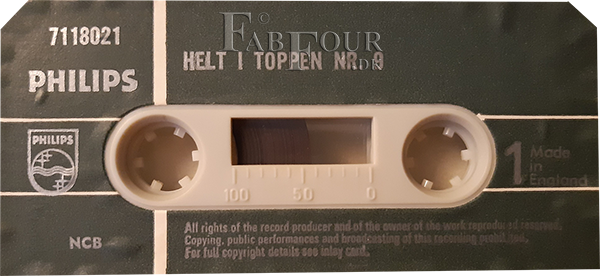 7118021
©
FABFOUR
.DK
HELT I TOPPEN NR. 9
PHILIPS
PHILIPS
100 50 0
1 Made
in
England
NCB
All rights of the record producer and of the owner of the work reproduced reserved.
Copying, public performances and broadcasting of this recording prohibited.
For full copyright details see inlay card.